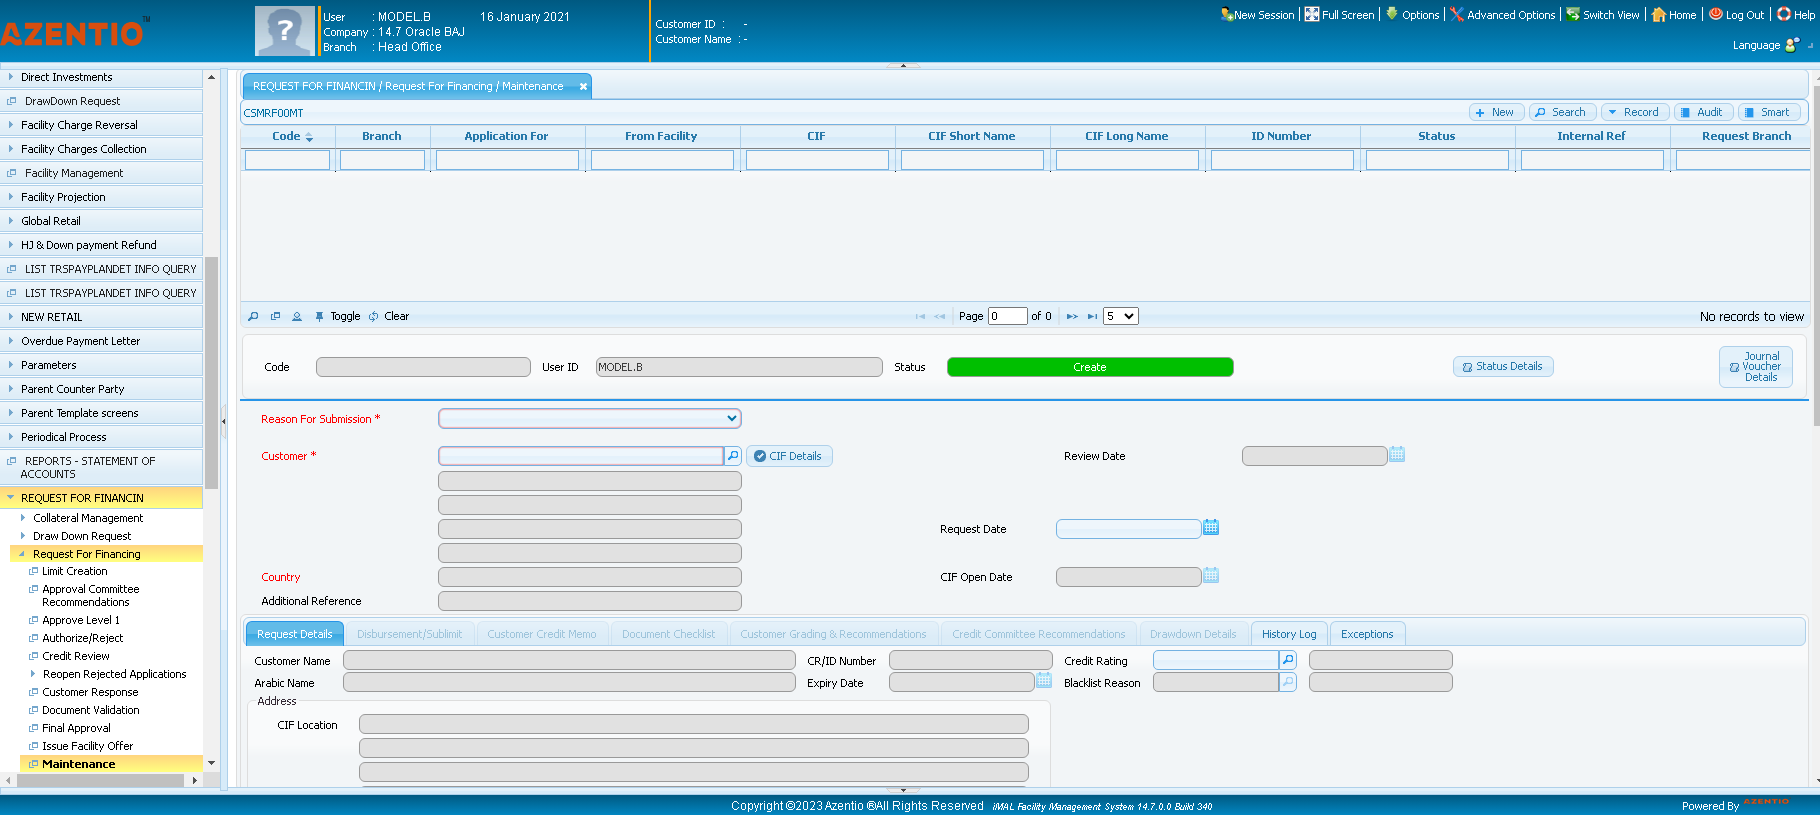 AZENTIO™
User : MODEL.B 16 January 2021
Company : 14.7 Oracle BAJ
Branch : Head Office
Customer ID : -
Customer Name : -
New Session Full Screen Options Advanced Options Switch View Home Log Out Help
Language
Direct Investments
DrawDown Request
Facility Charge Reversal
Facility Charges Collection
Facility Management
Facility Projection
Global Retail
HJ & Down payment Refund
LIST TRSPAYPLANDET INFO QUERY
LIST TRSPAYPLANDET INFO QUERY
NEW RETAIL
Overdue Payment Letter
Parameters
Parent Counter Party
Parent Template screens
Periodical Process
REPORTS - STATEMENT OF
ACCOUNTS
REQUEST FOR FINANCIN
Collateral Management
Draw Down Request
Request For Financing
Limit Creation
Approval Committee
Recommendations
Approve Level 1
Authorize/Reject
Credit Review
Reopen Rejected Applications
Customer Response
Document Validation
Final Approval
Issue Facility Offer
Maintenance
REQUEST FOR FINANCIN / Request For Financing / Maintenance
CSMRF00MT
New Search Record Audit Smart
Code Branch Application For From Facility CIF CIF Short Name CIF Long Name ID Number Status Internal Ref Request Branch
Toggle Clear Page 0 of 0 5 No records to view
Code User ID MODEL.B Status Create Status Details
Journal
Voucher
Details
Reason For Submission *
Customer * CIF Details Review Date
Request Date
Country CIF Open Date
Additional Reference
Request Details Disbursement/Sublimit Customer Credit Memo Document Checklist Customer Grading & Recommendations Credit Committee Recommendations Drawdown Details History Log Exceptions
Customer Name CR/ID Number Credit Rating
Arabic Name Expiry Date Blacklist Reason
Address
CIF Location
Copyright ©2023 Azentio ®All Rights Reserved iMAL Facility Management System 14.7.0.0 Build 340
Powered By AZENTIO